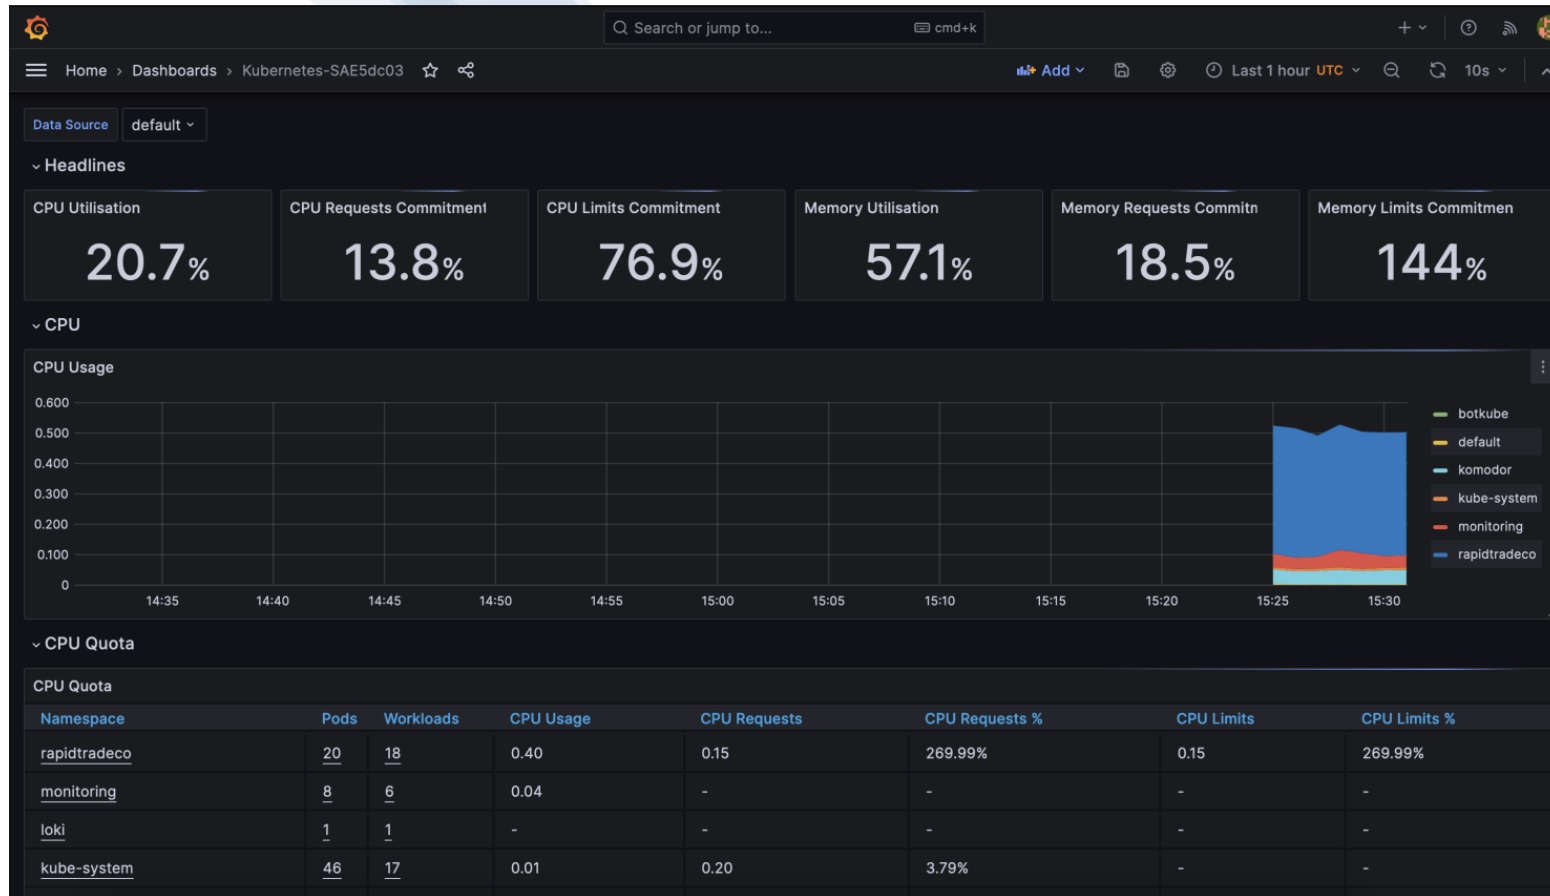 Search or jump to...
cmd+k
Home › Dashboards › Kubernetes-SAE5dc03
Add
Last 1 hour UTC
10s
Data Source
default
Headlines
CPU Utilisation
20.7%
CPU Requests Commitment
13.8%
CPU Limits Commitment
76.9%
Memory Utilisation
57.1%
Memory Requests Commitn
18.5%
Memory Limits Commitmen
144%
CPU
CPU Usage
0.600
0.500
0.400
0.300
0.200
0.100
0
14:35 14:40 14:45 14:50 14:55 15:00 15:05 15:10 15:15 15:20 15:25 15:30
botkube
default
komodor
kube-system
monitoring
rapidtradeco
CPU Quota
CPU Quota
Namespace Pods Workloads CPU Usage CPU Requests CPU Requests % CPU Limits CPU Limits %
rapidtradeco 20 18 0.40 0.15 269.99% 0.15 269.99%
monitoring 8 6 0.04 - - - -
loki 1 1 - - - - -
kube-system 46 17 0.01 0.20 3.79% - -